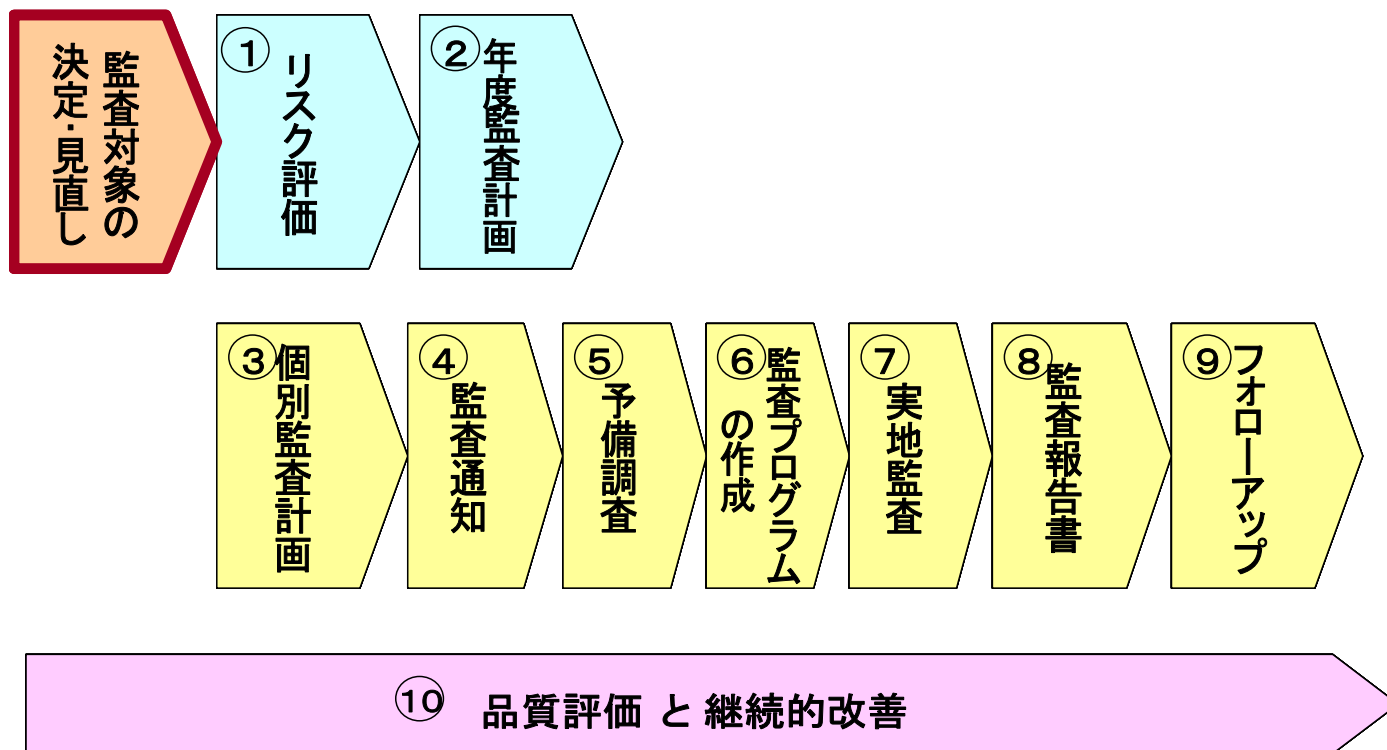 監査対象の
決定・見直し
①
リスク評価
②
年度監査計画
③
個別監査計画
④
監査通知
⑤
予備調査
⑥
監査プログラム
の作成
⑦
実地監査
⑧
監査報告書
⑨
フォローアップ
⑩ 品質評価 と 継続的改善